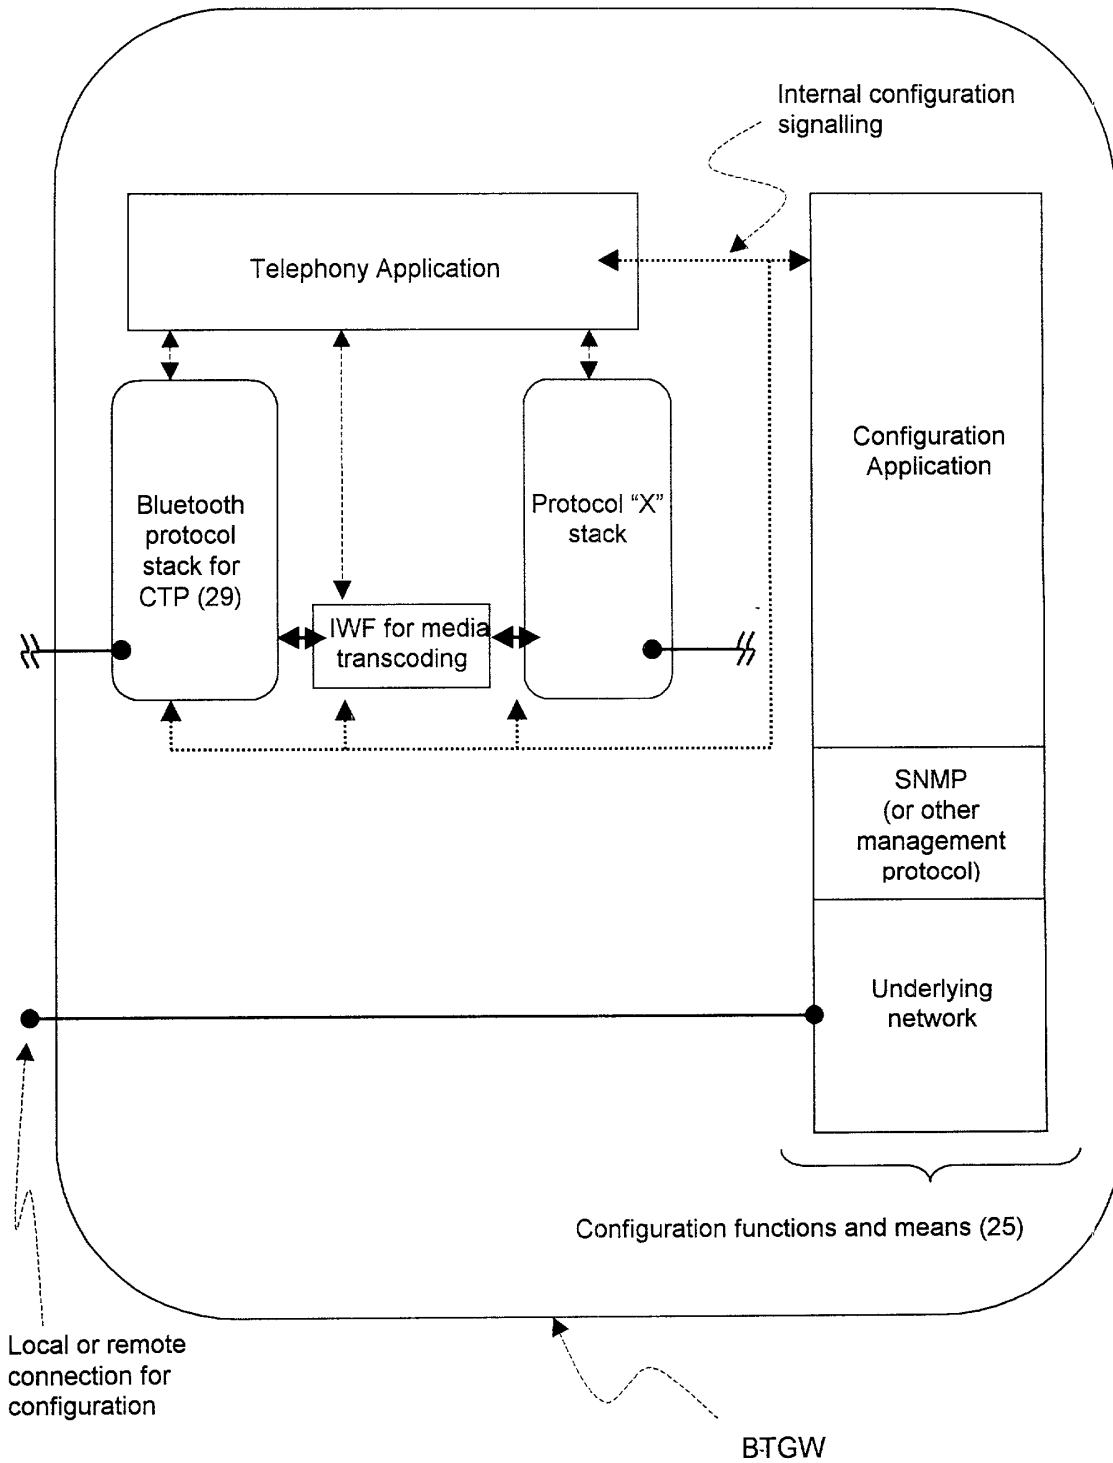 Internal configuration
signalling
Telephony Application
Configuration
Application
Bluetooth
protocol
stack for
CTP (29)
Protocol “X”
stack
IWF for media
transcoding
SNMP
(or other
management
protocol)
Underlying
network
Configuration functions and means (25)
Local or remote
connection for
configuration
BTGW